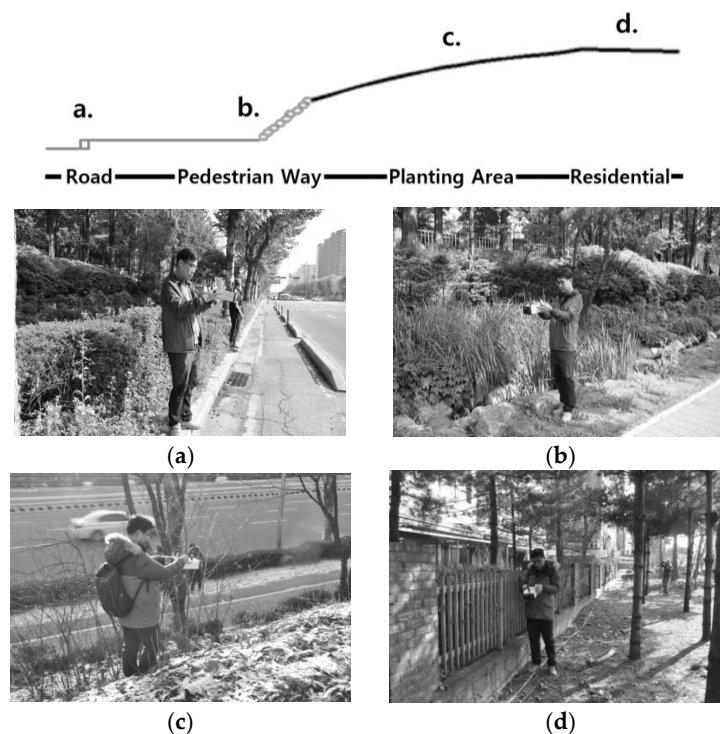 c.
d.
a.
b.
Road Pedestrian Way Planting Area Residential
(a)
(b)
(c)
(d)